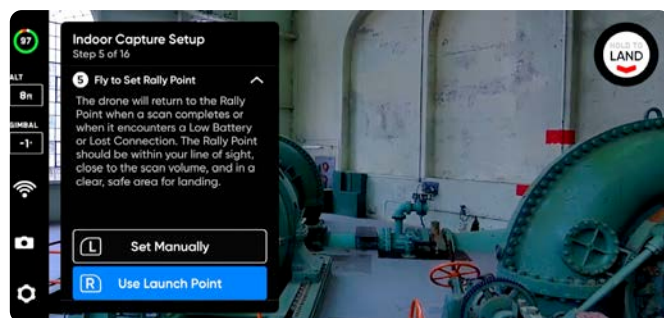 97
Indoor Capture Setup
Step 5 of 16
HOLD TO
LAND
5 Fly to Set Rally Point
ALT
8FT
The drone will return to the Rally
Point when a scan completes or
when it encounters a Low Battery
or Lost Connection. The Rally Point
should be within your line of sight,
close to the scan volume, and in a
clear, safe area for landing.
GIMBAL
-1°
L Set Manually
R Use Launch Point